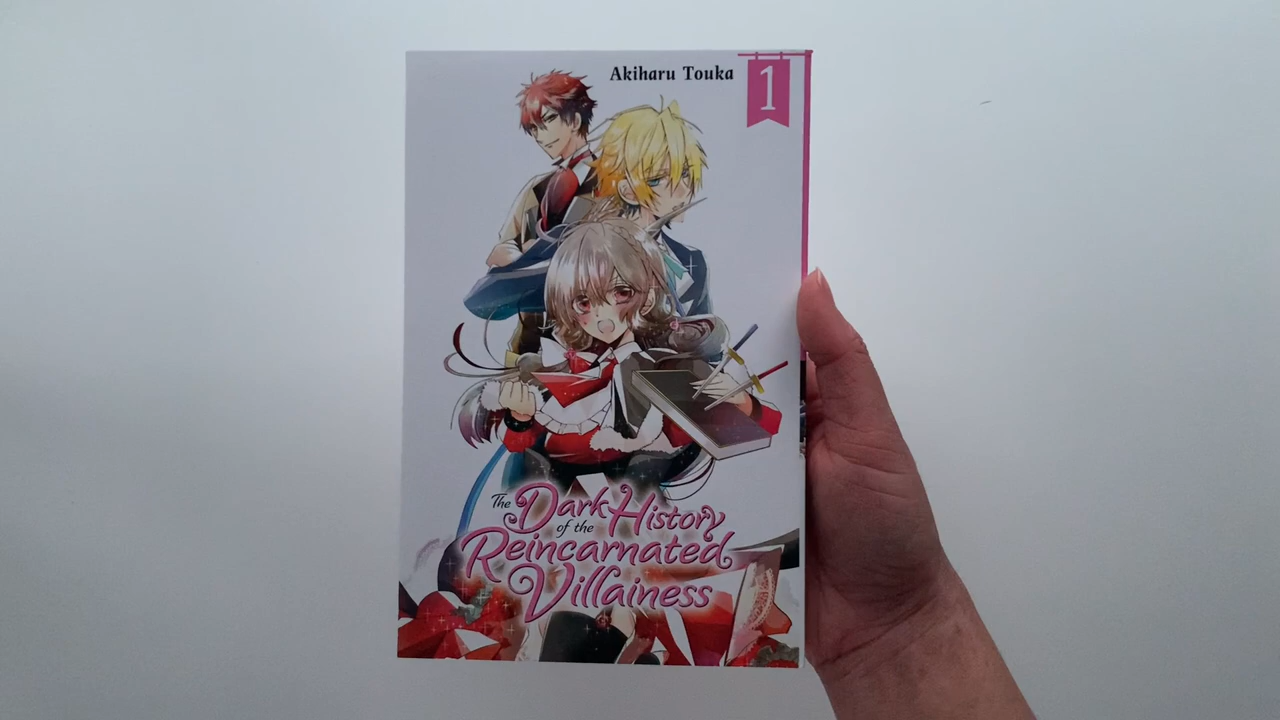 Akiharu Touka
1
The Dark History
of the
Reincarnated
Villainess